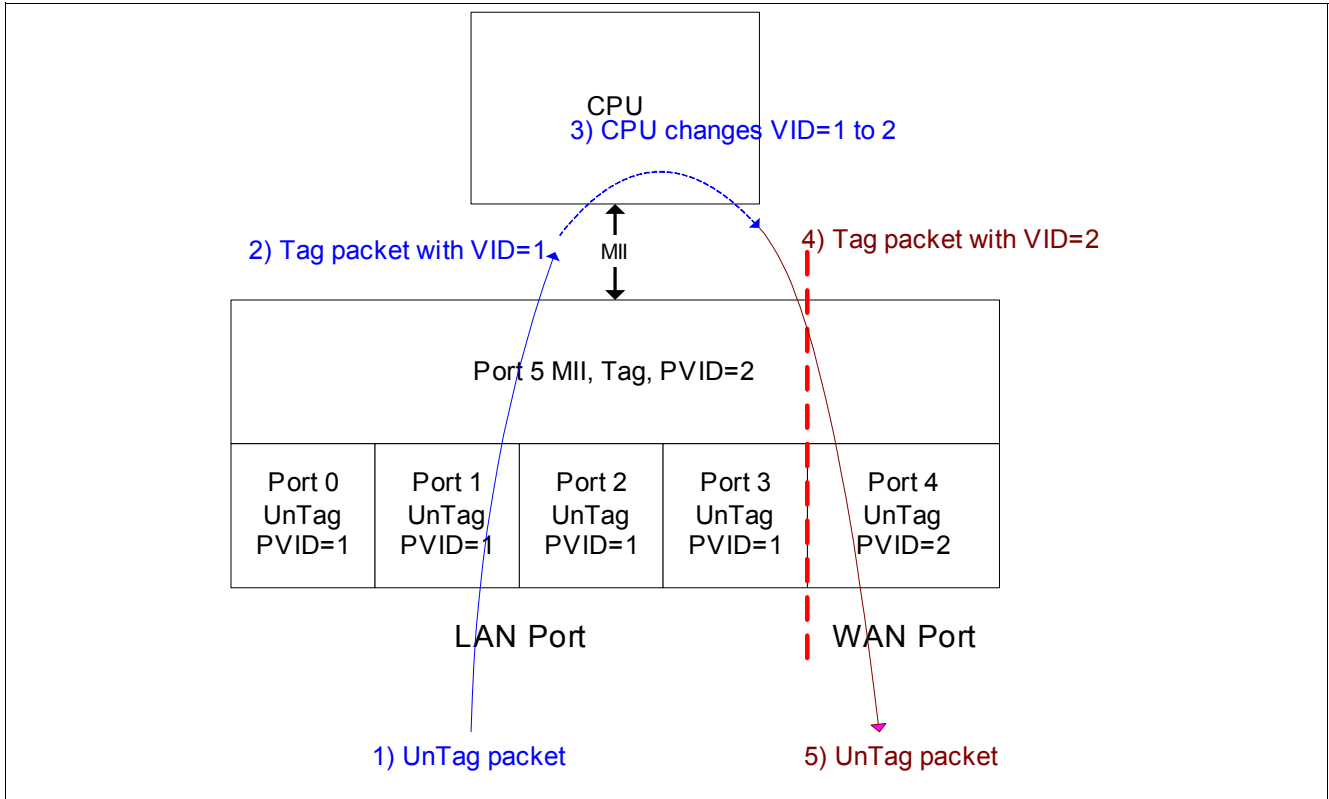 CPU
3) CPU changes VID=1 to 2
2) Tag packet with VID=1
MII
4) Tag packet with VID=2
Port 5 MII, Tag, PVID=2
Port 0
UnTag
PVID=1
Port 1
UnTag
PVID=1
Port 2
UnTag
PVID=1
Port 3
UnTag
PVID=1
Port 4
UnTag
PVID=2
LAN Port
WAN Port
1) UnTag packet
5) UnTag packet